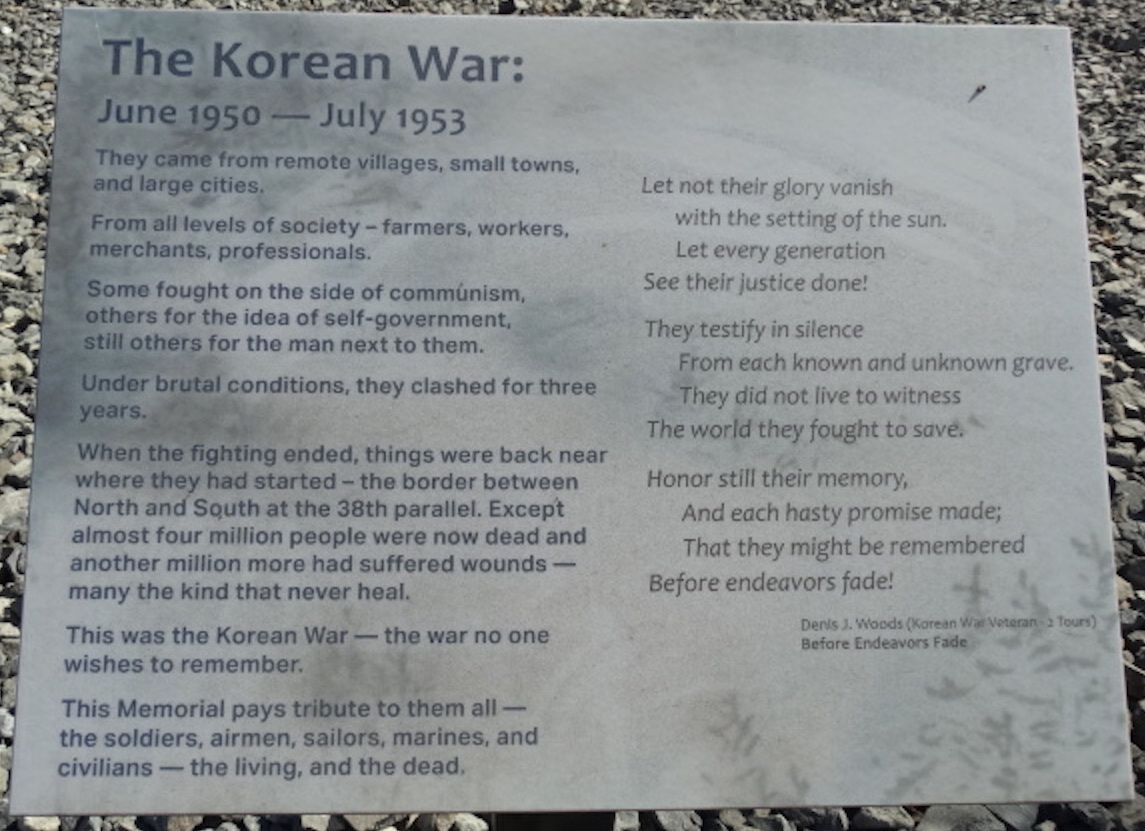 The Korean War:
June 1950 — July 1953
They came from remote villages, small towns,
and large cities.
From all levels of society – farmers, workers,
merchants, professionals.
Some fought on the side of communism,
others for the idea of self-government,
still others for the man next to them.
Under brutal conditions, they clashed for three
years.
When the fighting ended, things were back near
where they had started – the border between
North and South at the 38th parallel. Except
almost four million people were now dead and
another million more had suffered wounds —
many the kind that never heal.
This was the Korean War — the war no one
wishes to remember.
This Memorial pays tribute to them all —
the soldiers, airmen, sailors, marines, and
civilians — the living, and the dead.
Let not their glory vanish
with the setting of the sun.
Let every generation
See their justice done!
They testify in silence
From each known and unknown grave.
They did not live to witness
The world they fought to save.
Honor still their memory,
And each hasty promise made;
That they might be remembered
Before endeavors fade!
Denis J. Woods (Korean War Veteran - 2 Tours)
Before Endeavors Fade